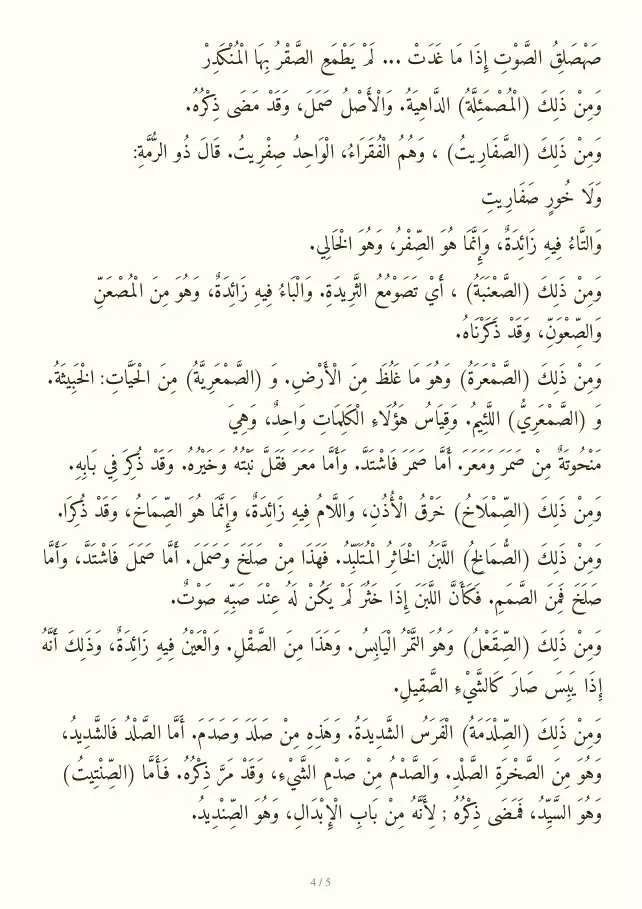 صَهْصَلِقُ الصَّوْتِ إِذَا مَا غَدَتْ ... لَمْ يَطْمَعِ الصَّقْرُ بِهَا الْمُنْكَدِرْ
وَمِنْ ذَلِكَ (الْمُصْمَئِلَّةُ) الدَّاهِيَةُ. وَالْأَصْلُ صَمَلَ، وَقَدْ مَضَى ذِكْرُهُ.
وَمِنْ ذَلِكَ (الصَّفَارِيتُ) ، وَهُمُ الْفُقَرَاءُ، الْوَاحِدُ صِفْرِيتُ. قَالَ ذُو الرُّمَّةِ:
وَلَا خُورٍ صَفَارِيتِ
وَالتَّاءُ فِيهِ زَائِدَةٌ، وَإِنَّمَا هُوَ الصِّفْرُ، وَهُوَ الْخَالِي.
وَمِنْ ذَلِكَ (الصَّعْنَبَةُ) ، أَيْ تَصَوْمُعُ الثَّرِيدَةِ. وَالْبَاءُ فِيهِ زَائِدَةٌ، وَهُوَ مِنَ الْمُصْعَنِّ
وَالصِّعْوَنِّ، وَقَدْ ذَكَرْنَاهُ.
وَمِنْ ذَلِكَ (الصَّمْعَرَةُ) وَهُوَ مَا غَلُظَ مِنَ الْأَرْضِ. وَ (الصَّمْعَرِيَّةُ) مِنَ الْحَيَّاتِ: الْخَبِيثَةُ.
وَ (الصَّمْعَرِيُّ) اللَّئِيمُ. وَقِيَاسُ هَؤُلَاءِ الْكَلِمَاتِ وَاحِدٌ، وَهِيَ
مَنْحُوتَةٌ مِنْ صَمَرَ وَمَعَرَ. أَمَّا صَمَرَ فَاشْتَدَّ. وَأَمَّا مَعَرَ فَقَلَّ نَبْتُهُ وَخَيْرُهُ. وَقَدْ ذُكِرَ فِي بَابِهِ.
وَمِنْ ذَلِكَ (الصِّمْلَاخُ) خَرْقُ الْأُذُنِ، وَاللَّامُ فِيهِ زَائِدَةٌ، وَإِنَّمَا هُوَ الصِّمَاخُ، وَقَدْ ذُكِرَا.
وَمِنْ ذَلِكَ (الصُّمَالِخُ) اللَّبَنُ الْخَاثِرُ الْمُتَلَبِّدُ. فَهَذَا مِنْ صَلَخَ وَصَمَلَ. أَمَّا صَمَلَ فَاشْتَدَّ، وَأَمَّا
صَلَخَ فَمِنَ الصَّمَمِ. فَكَأَنَّ اللَّبَنَ إِذَا خَثُرَ لَمْ يَكُنْ لَهُ عِنْدَ صَبِّهِ صَوْتٌ.
وَمِنْ ذَلِكَ (الصِّقَعْلُ) وَهُوَ التَّمْرُ الْيَابِسُ. وَهَذَا مِنَ الصَّقْلِ. وَالْعَيْنُ فِيهِ زَائِدَةٌ، وَذَلِكَ أَنَّهُ
إِذَا يَبِسَ صَارَ كَالشَّيْءِ الصَّقِيلِ.
وَمِنْ ذَلِكَ (الصِّلْدَمَةُ) الْفَرَسُ الشَّدِيدَةُ. وَهَذِهِ مِنْ صَلَدَ وَصَدَمَ. أَمَّا الصَّلْدُ فَالشَّدِيدُ،
وَهُوَ مِنَ الصَّخْرَةِ الصَّلْدِ. وَالصَّدْمُ مِنْ صَدْمِ الشَّيْءِ، وَقَدْ مَرَّ ذِكْرُهُ. فَأَمَّا (الصِّنْتِيتُ)
وَهُوَ السَّيِّدُ، فَمَضَى ذِكْرُهُ ; لِأَنَّهُ مِنْ بَابِ الْإِبْدَالِ، وَهُوَ الصِّنْدِيدُ.
4 / 5